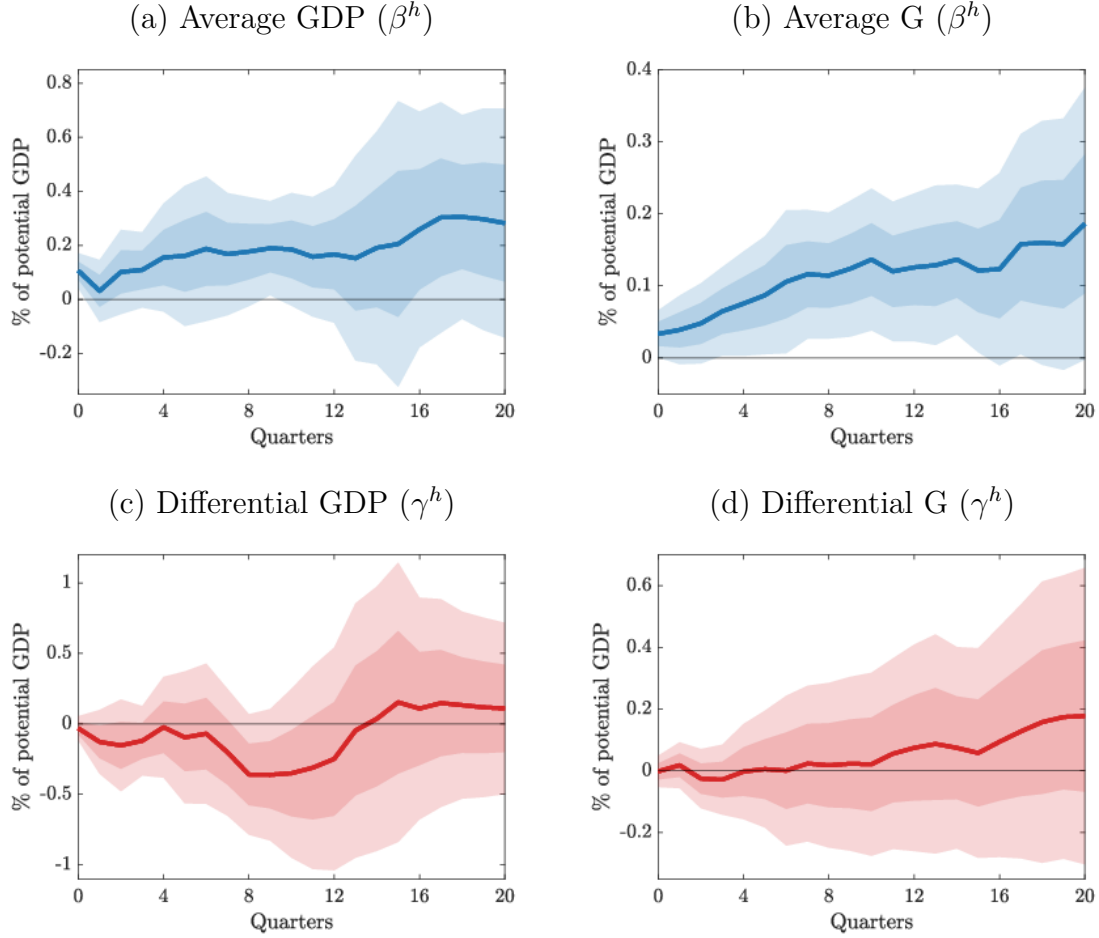 (a) Average GDP (βʰ)
% of potential GDP
0.8
0.6
0.4
0.2
0
-0.2
0 4 8 12 16 20
Quarters
(b) Average G (βʰ)
% of potential GDP
0.4
0.3
0.2
0.1
0
0 4 8 12 16 20
Quarters
(c) Differential GDP (γʰ)
% of potential GDP
1
0.5
0
-0.5
-1
0 4 8 12 16 20
Quarters
(d) Differential G (γʰ)
% of potential GDP
0.6
0.4
0.2
0
-0.2
0 4 8 12 16 20
Quarters